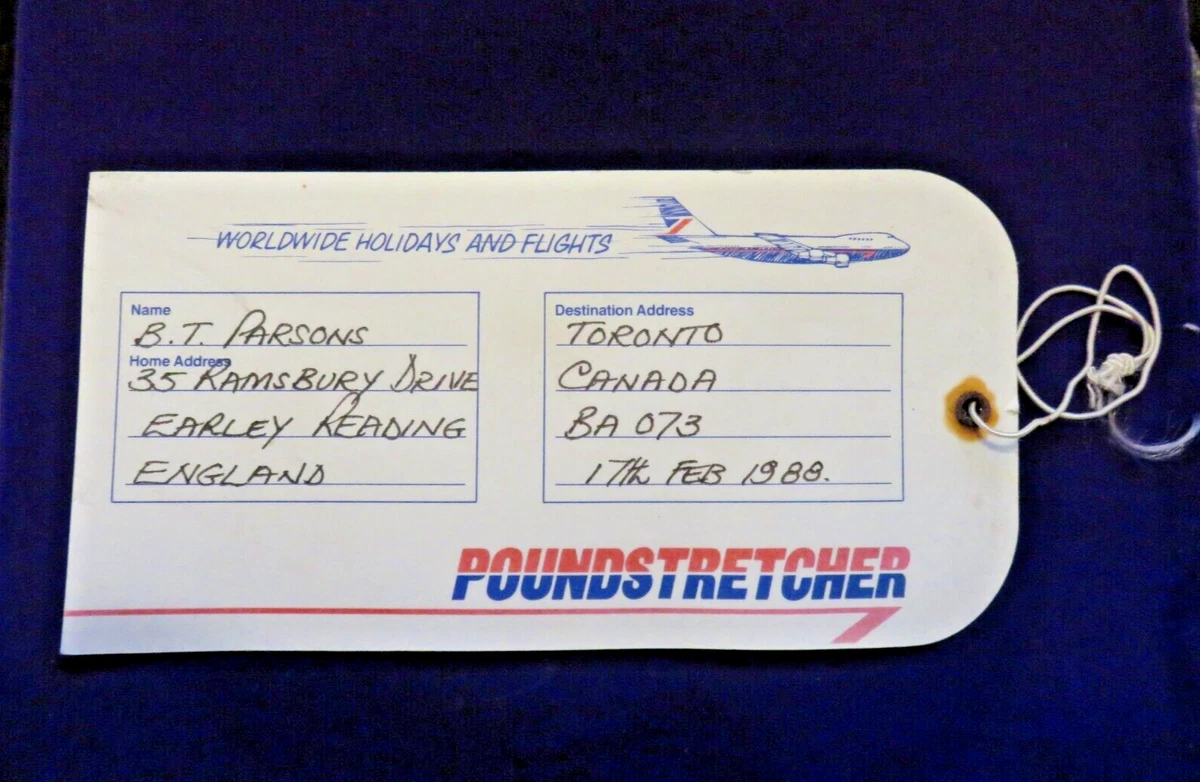 WORLDWIDE HOLIDAYS AND FLIGHTS
Name
B.T. PARSONS
Home Address
35 RAMSBURY DRIVE
EARLEY READING
ENGLAND
Destination Address
TORONTO
CANADA
BA 073
17th FEB 1988.
POUNDSTRETCHER